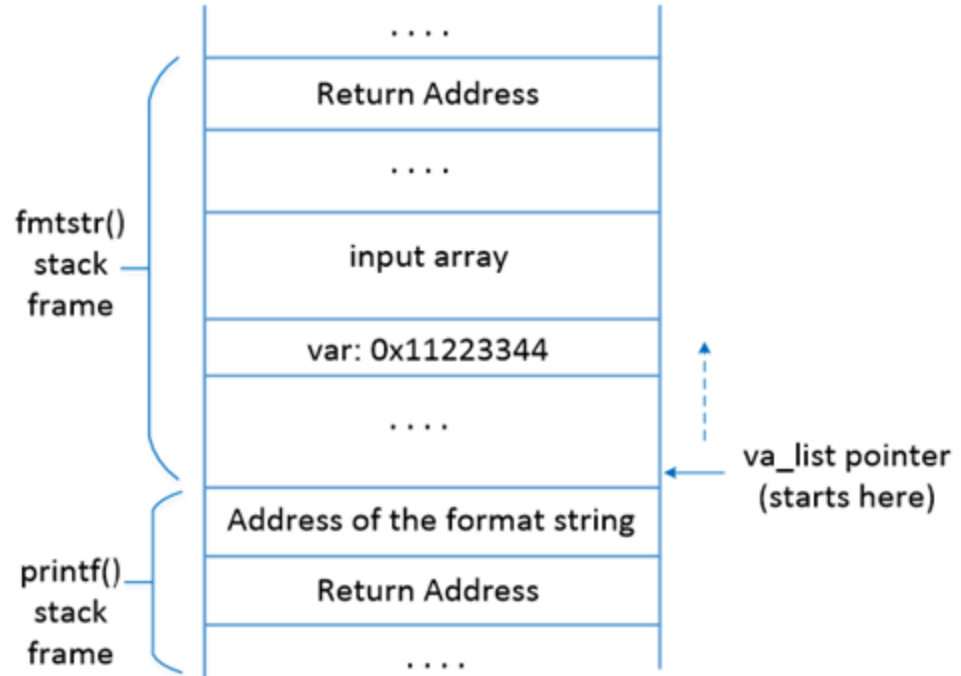 . . . .
Return Address
. . . .
fmtstr()
stack
frame
input array
var: 0x11223344
. . . .
va_list pointer
(starts here)
Address of the format string
printf()
stack
frame
Return Address
. . . .